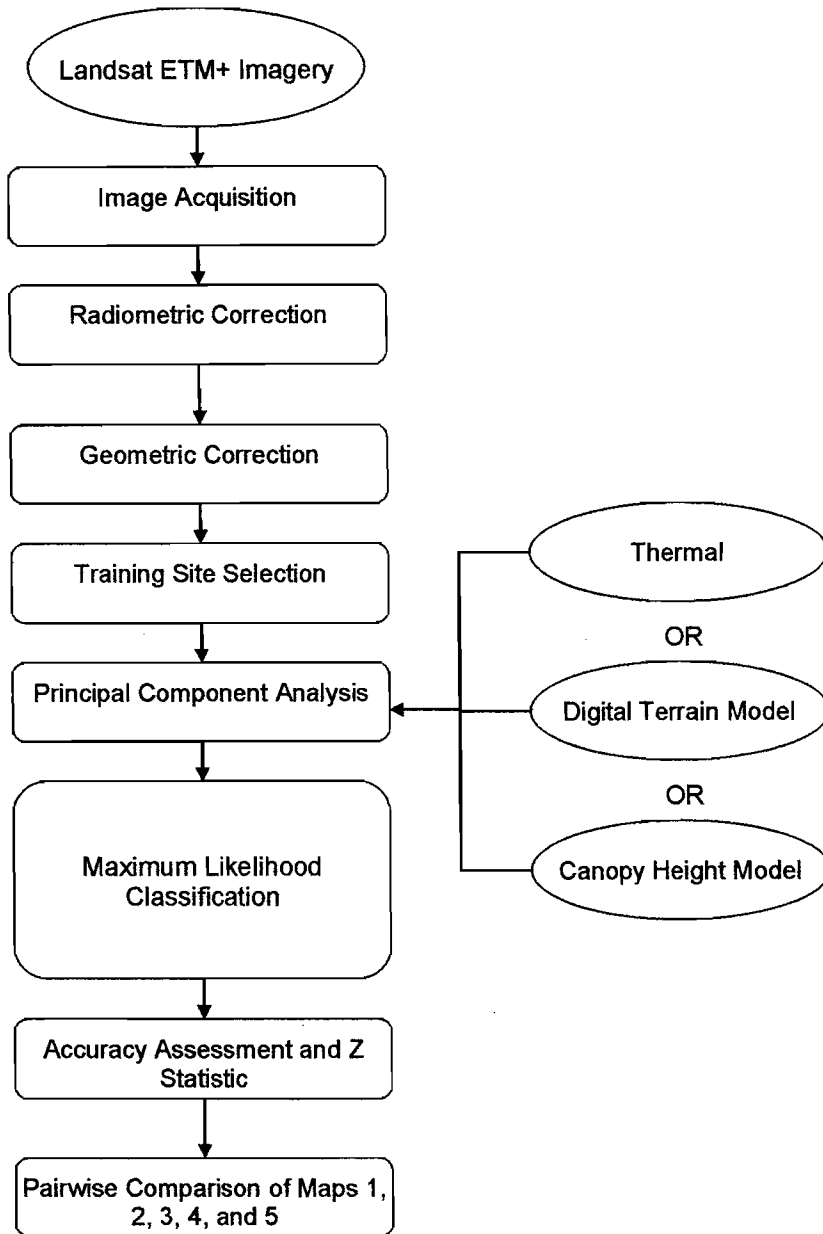 Landsat ETM+ Imagery
Image Acquisition
Radiometric Correction
Geometric Correction
Training Site Selection
Principal Component Analysis
Thermal
OR
Digital Terrain Model
OR
Canopy Height Model
Maximum Likelihood
Classification
Accuracy Assessment and Z
Statistic
Pairwise Comparison of Maps 1,
2, 3, 4, and 5